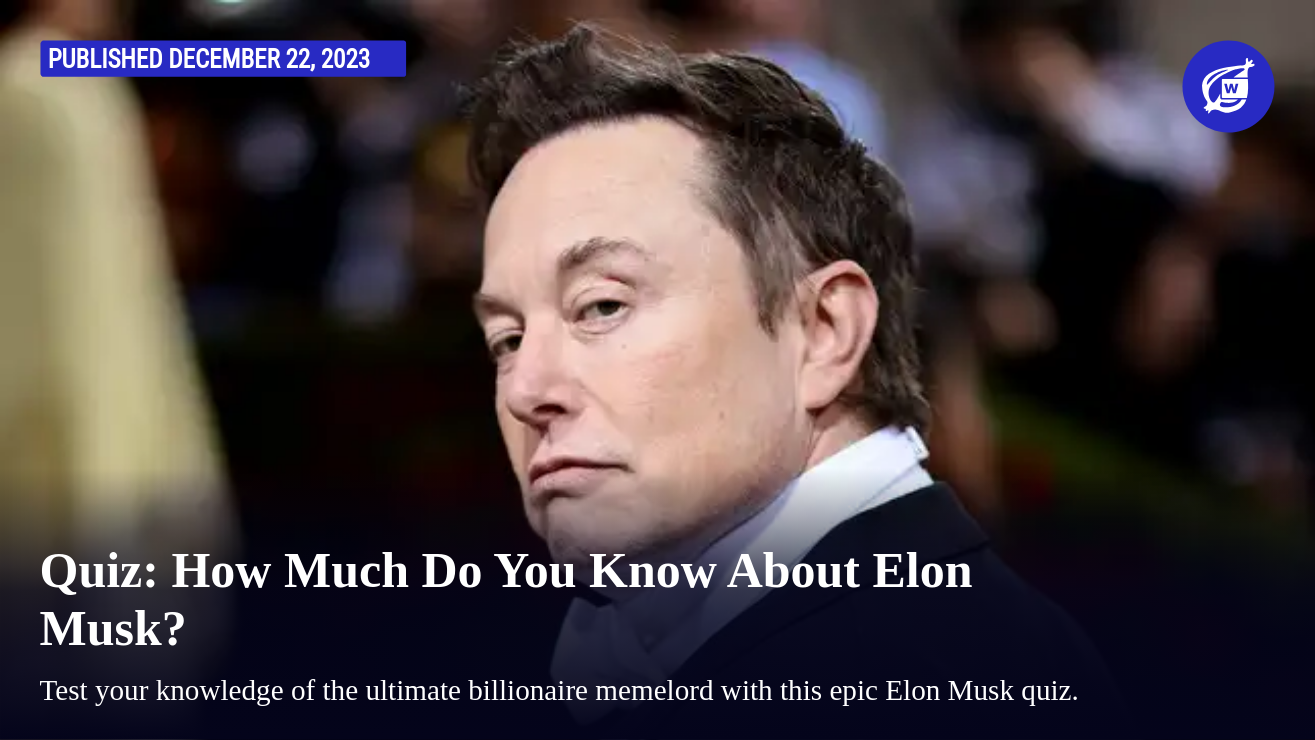 PUBLISHED DECEMBER 22, 2023
W
Quiz: How Much Do You Know About Elon
Musk?
Test your knowledge of the ultimate billionaire memelord with this epic Elon Musk quiz.